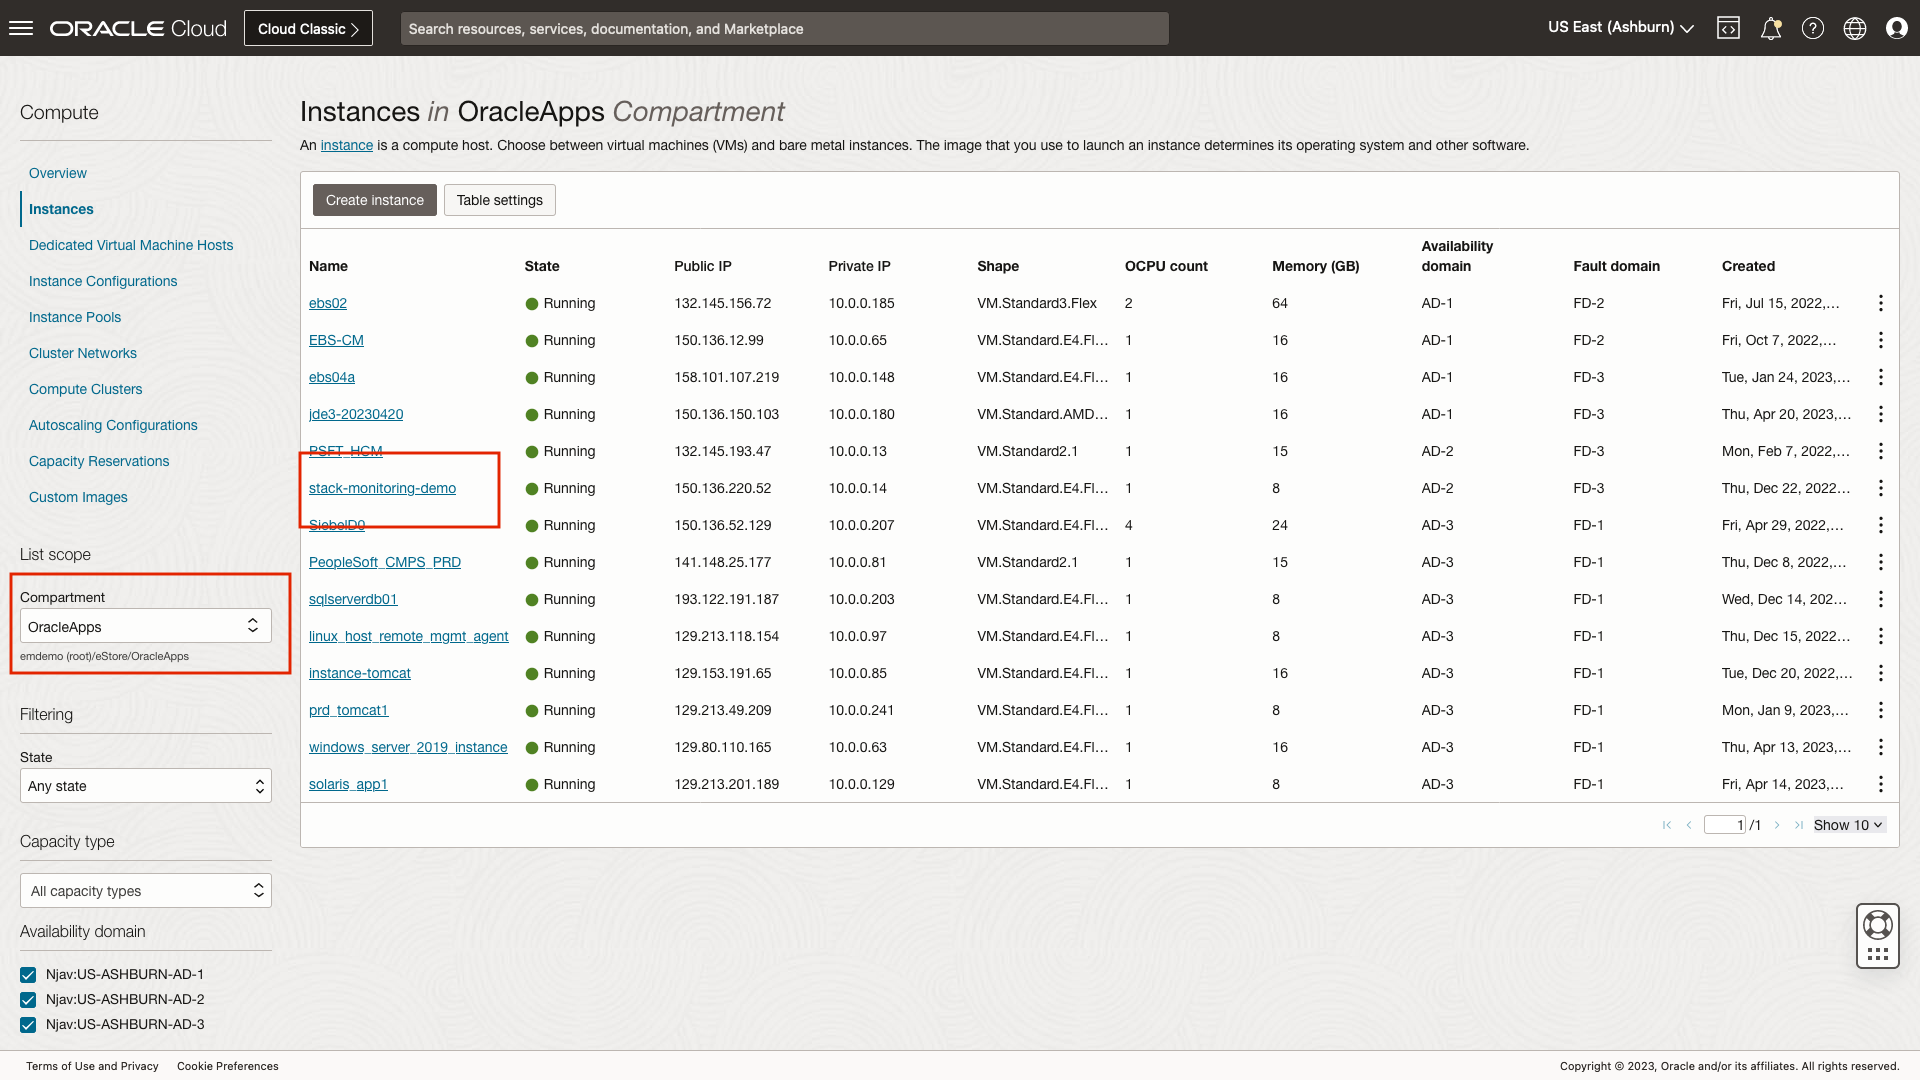 ORACLE Cloud
Cloud Classic
Search resources, services, documentation, and Marketplace
US East (Ashburn)
Compute
Overview
Instances
Dedicated Virtual Machine Hosts
Instance Configurations
Instance Pools
Cluster Networks
Compute Clusters
Autoscaling Configurations
Capacity Reservations
Custom Images
List scope
Compartment
OracleApps
emdemo (root)/eStore/OracleApps
Filtering
State
Any state
Capacity type
All capacity types
Availability domain
Njav:US-ASHBURN-AD-1
Njav:US-ASHBURN-AD-2
Njav:US-ASHBURN-AD-3
Instances in OracleApps Compartment
An instance is a compute host. Choose between virtual machines (VMs) and bare metal instances. The image that you use to launch an instance determines its operating system and other software.
Create instance Table settings
Name State Public IP Private IP Shape OCPU count Memory (GB) Availability domain Fault domain Created
ebs02 Running 132.145.156.72 10.0.0.185 VM.Standard3.Flex 2 64 AD-1 FD-2 Fri, Jul 15, 2022,...
EBS-CM Running 150.136.12.99 10.0.0.65 VM.Standard.E4.Fl... 1 16 AD-1 FD-2 Fri, Oct 7, 2022,...
ebs04a Running 158.101.107.219 10.0.0.148 VM.Standard.E4.Fl... 1 16 AD-1 FD-3 Tue, Jan 24, 2023,...
jde3-20230420 Running 150.136.150.103 10.0.0.180 VM.Standard.AMD... 1 16 AD-1 FD-3 Thu, Apr 20, 2023,...
PSFT_HCM Running 132.145.193.47 10.0.0.13 VM.Standard2.1 1 15 AD-2 FD-3 Mon, Feb 7, 2022,...
stack-monitoring-demo Running 150.136.220.52 10.0.0.14 VM.Standard.E4.Fl... 1 8 AD-2 FD-3 Thu, Dec 22, 2022...
SiebelD0 Running 150.136.52.129 10.0.0.207 VM.Standard.E4.Fl... 4 24 AD-3 FD-1 Fri, Apr 29, 2022,...
PeopleSoft_CMPS_PRD Running 141.148.25.177 10.0.0.81 VM.Standard2.1 1 15 AD-3 FD-1 Thu, Dec 8, 2022,...
sqlserverdb01 Running 193.122.191.187 10.0.0.203 VM.Standard.E4.Fl... 1 8 AD-3 FD-1 Wed, Dec 14, 202...
linux_host_remote_mgmt_agent Running 129.213.118.154 10.0.0.97 VM.Standard.E4.Fl... 1 8 AD-3 FD-1 Thu, Dec 15, 2022...
instance-tomcat Running 129.153.191.65 10.0.0.85 VM.Standard.E4.Fl... 1 16 AD-3 FD-1 Tue, Dec 20, 2022,...
prd_tomcat1 Running 129.213.49.209 10.0.0.241 VM.Standard.E4.Fl... 1 8 AD-3 FD-1 Mon, Jan 9, 2023,...
windows_server_2019_instance Running 129.80.110.165 10.0.0.63 VM.Standard.E4.Fl... 1 16 AD-3 FD-1 Thu, Apr 13, 2023,...
solaris_app1 Running 129.213.201.189 10.0.0.129 VM.Standard.E4.Fl... 1 8 AD-3 FD-1 Fri, Apr 14, 2023,...
1 /1 Show 10
Terms of Use and Privacy Cookie Preferences
Copyright © 2023, Oracle and/or its affiliates. All rights reserved.